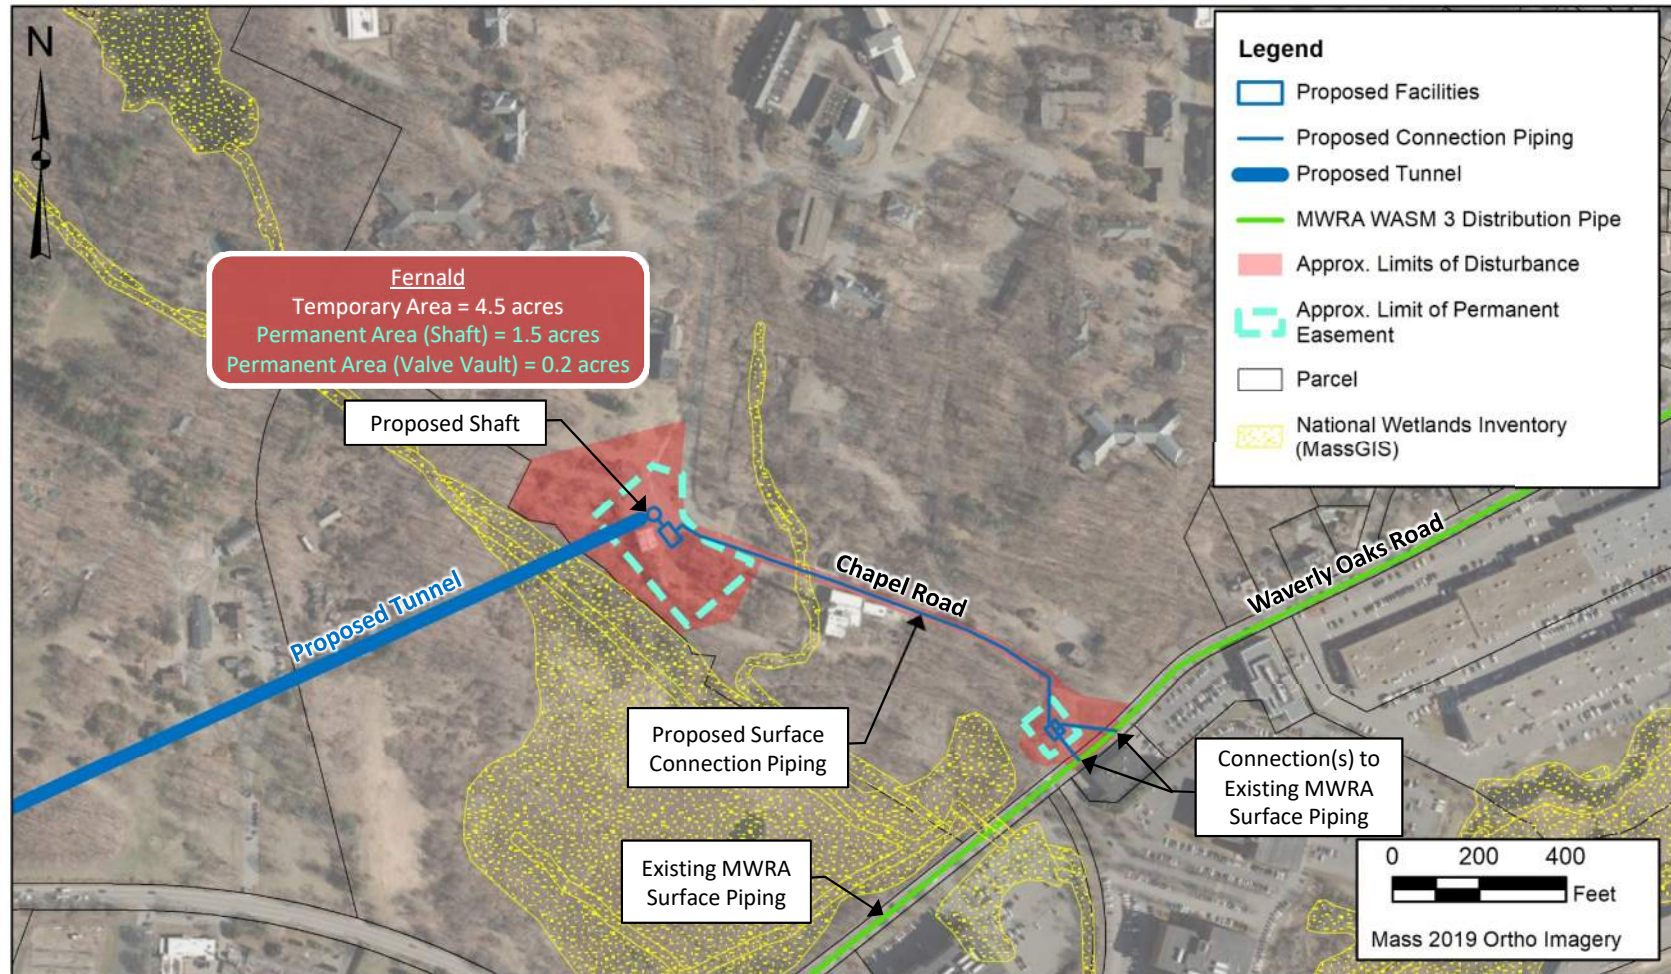 N
Legend
Proposed Facilities
Proposed Connection Piping
Proposed Tunnel
MWRA WASM 3 Distribution Pipe
Approx. Limits of Disturbance
Approx. Limit of Permanent
Easement
Parcel
National Wetlands Inventory
(MassGIS)
Fernald
Temporary Area = 4.5 acres
Permanent Area (Shaft) = 1.5 acres
Permanent Area (Valve Vault) = 0.2 acres
Proposed Shaft
Proposed Tunnel
Chapel Road
Waverly Oaks Road
Proposed Surface
Connection Piping
Connection(s) to
Existing MWRA
Surface Piping
Existing MWRA
Surface Piping
0 200 400
Feet
Mass 2019 Ortho Imagery